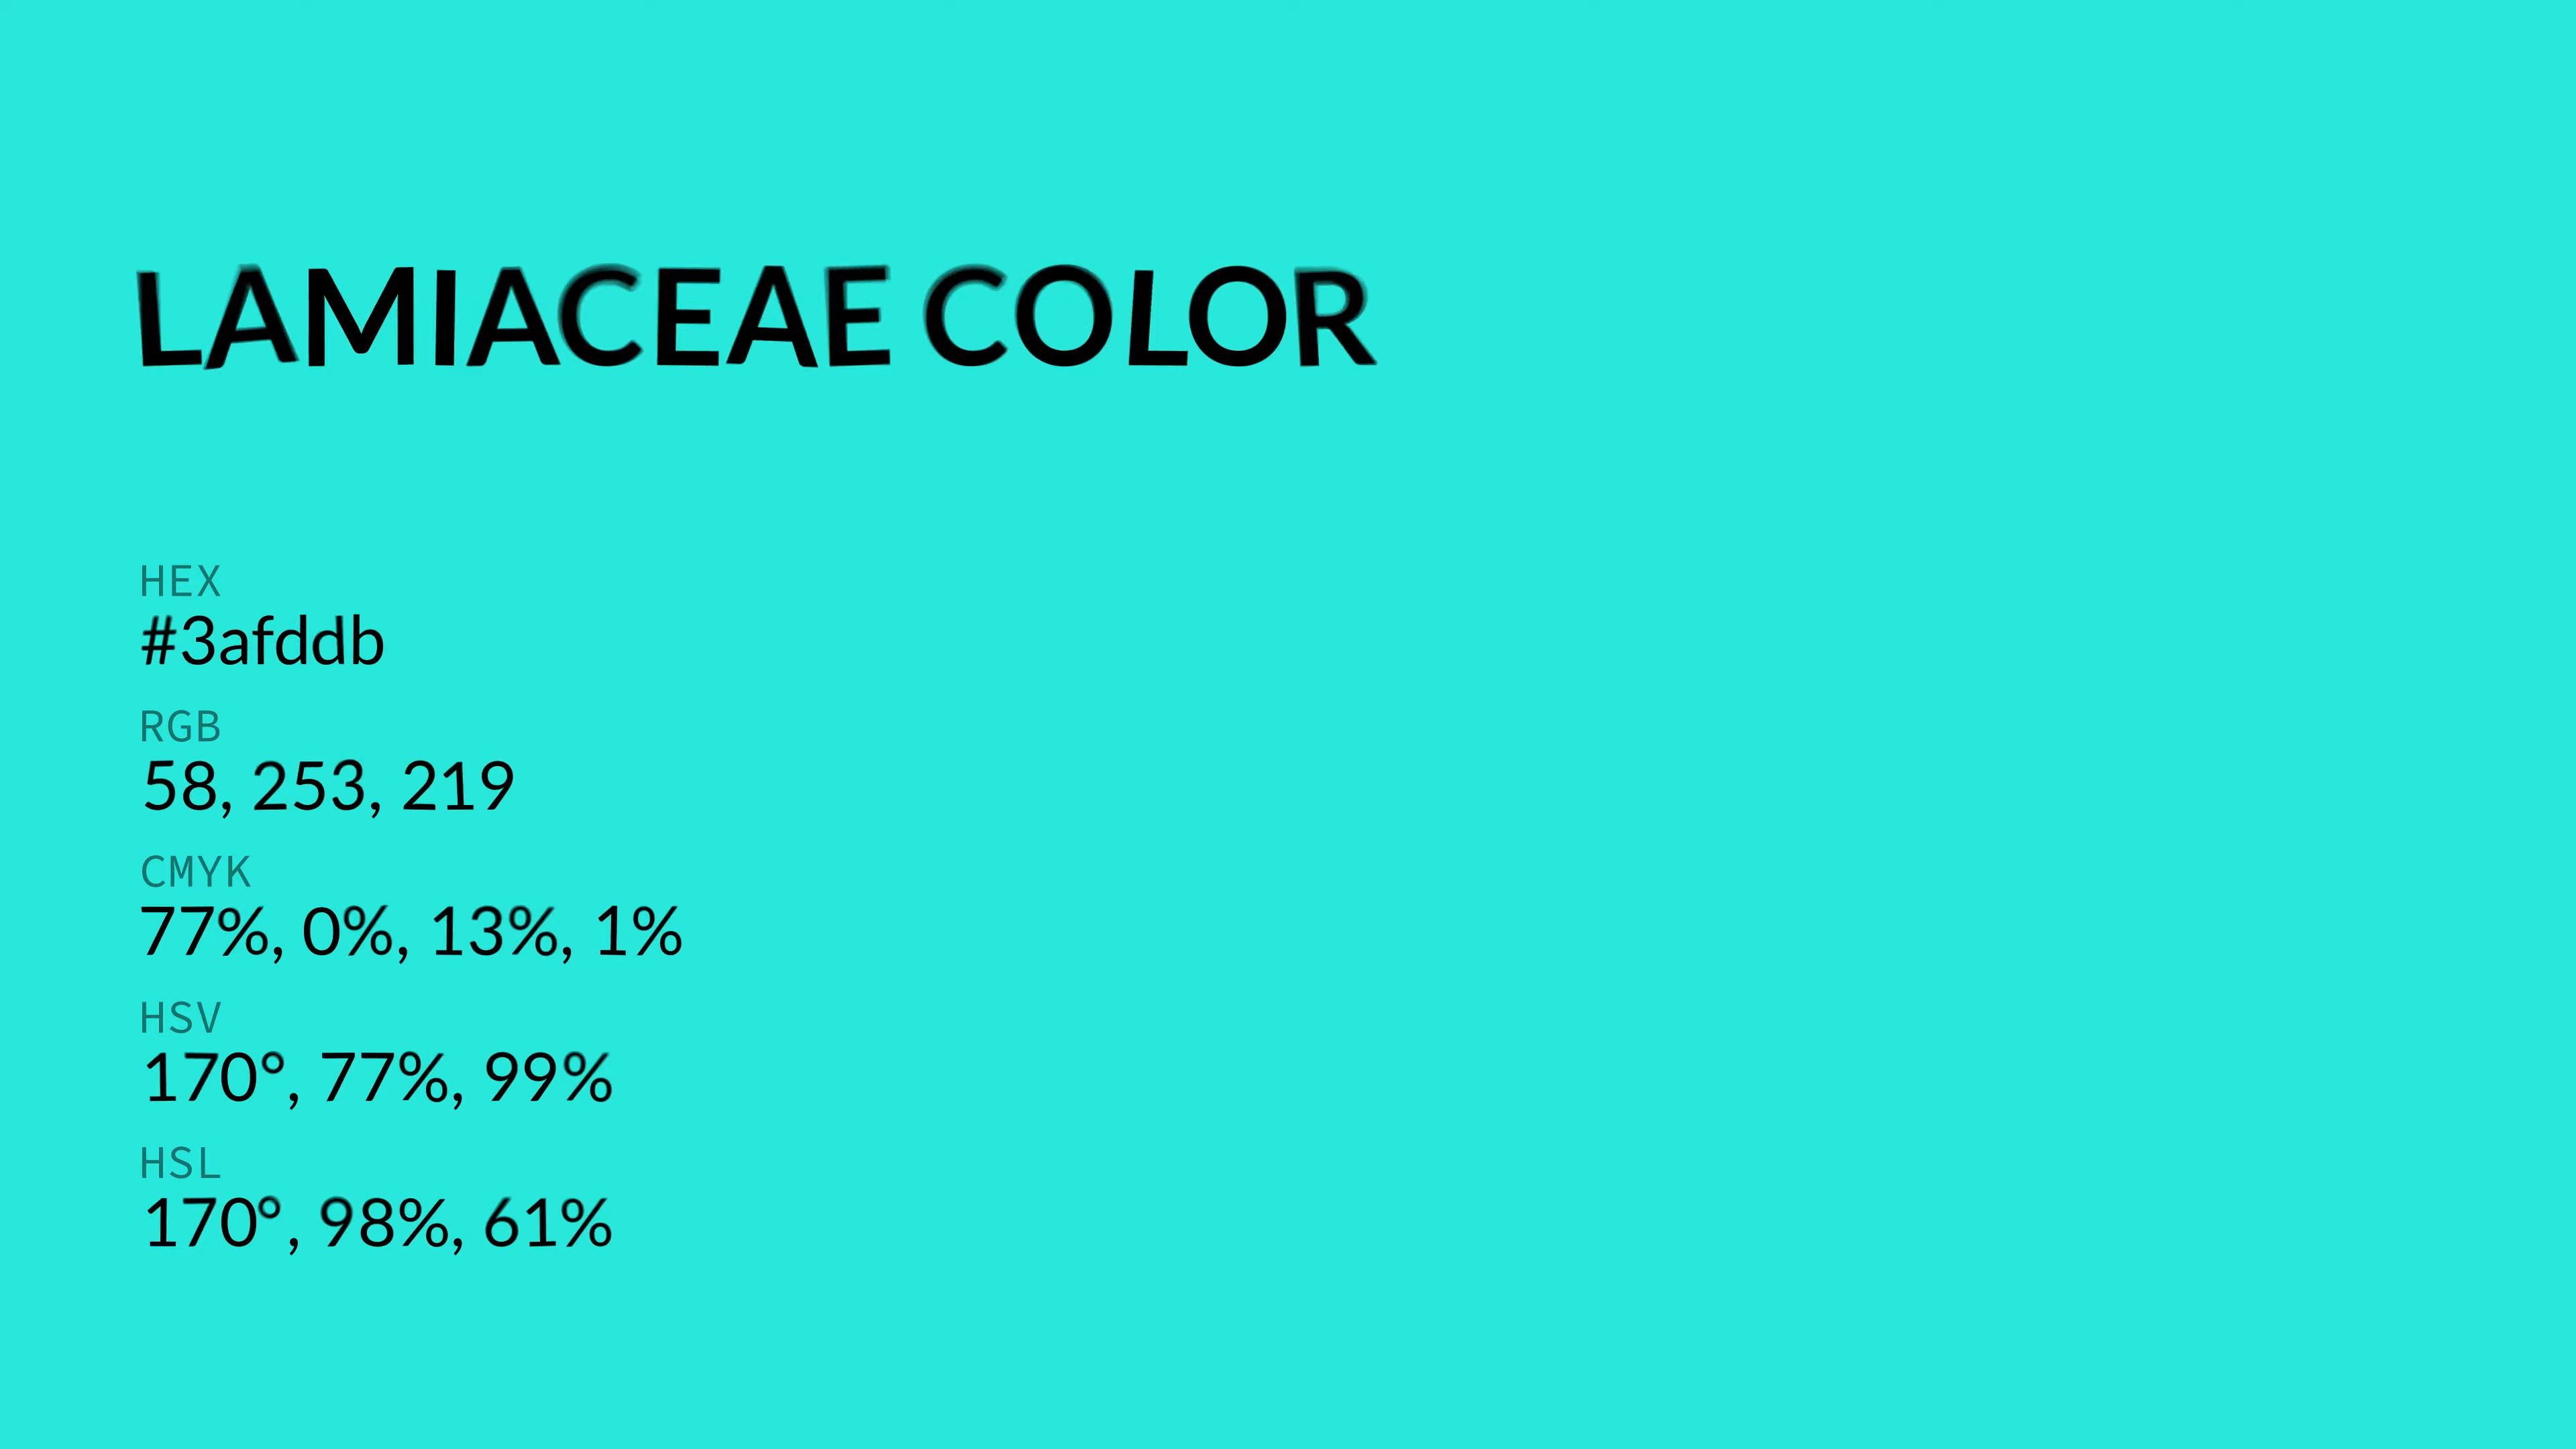 LAMIACEAE COLOR
HEX
#3afddb
RGB
58, 253, 219
CMYK
77%, 0%, 13%, 1%
HSV
170°, 77%, 99%
HSL
170°, 98%, 61%